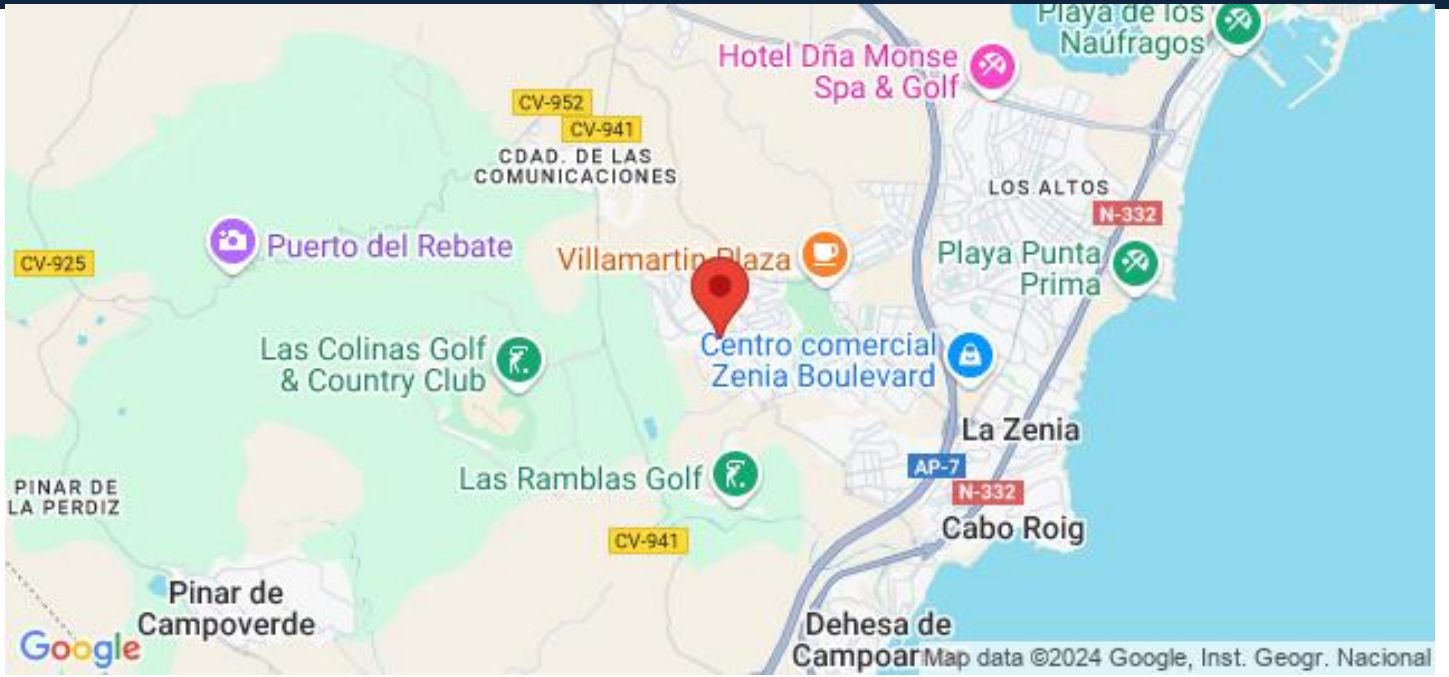 Playa de los
Naúfragos
Hotel Dña Monse
Spa & Golf
CV-952
CV-941
CDAD. DE LAS
COMUNICACIONES
LOS ALTOS
N-332
Puerto del Rebate
CV-925
Villamartin Plaza
Playa Punta
Prima
Las Colinas Golf
& Country Club
Centro comercial
Zenia Boulevard
La Zenia
Las Ramblas Golf
AP-7
N-332
PINAR DE
LA PERDIZ
Cabo Roig
CV-941
Pinar de
Campoverde
Dehesa de
Campoam
Google
Map data ©2024 Google, Inst. Geogr. Nacional